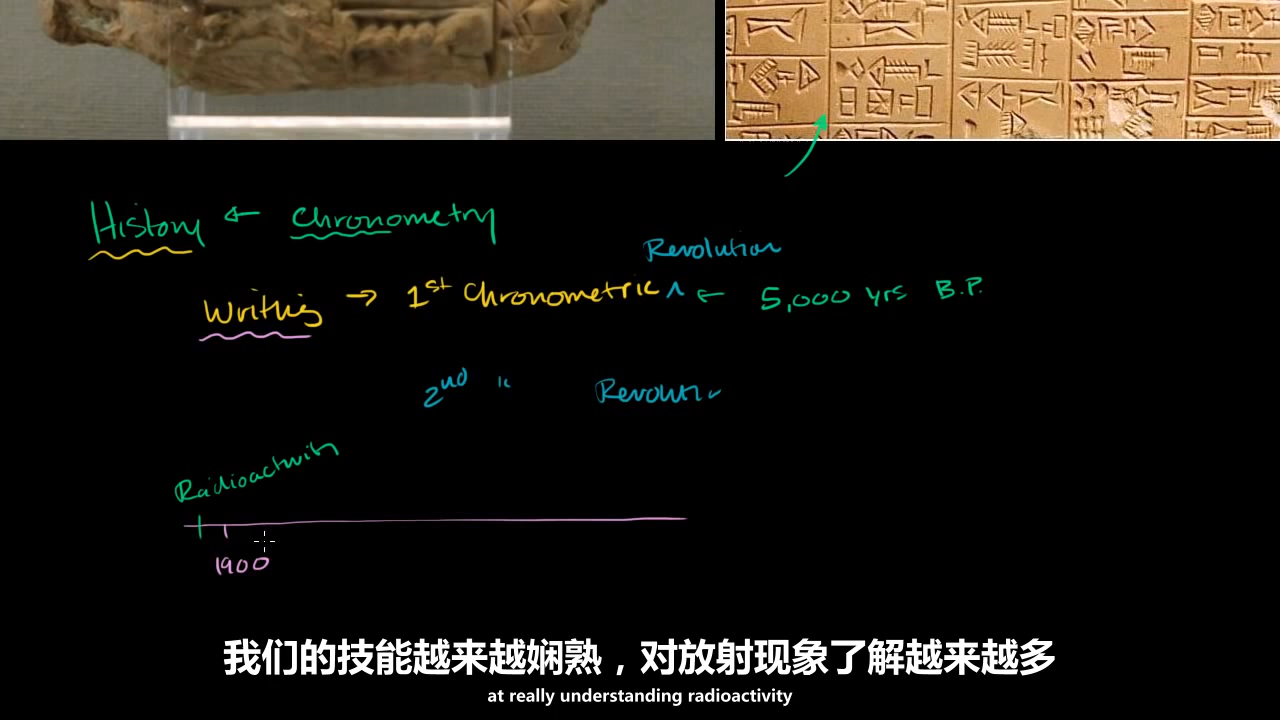 History ← Chronometry
Revolution
Writing → 1st Chronometric ^ ← 5,000 yrs B.P.
2nd " Revoluti
Radioactivity
1900
我们的技能越来越娴熟，对放射现象了解越来越多
at really understanding radioactivity